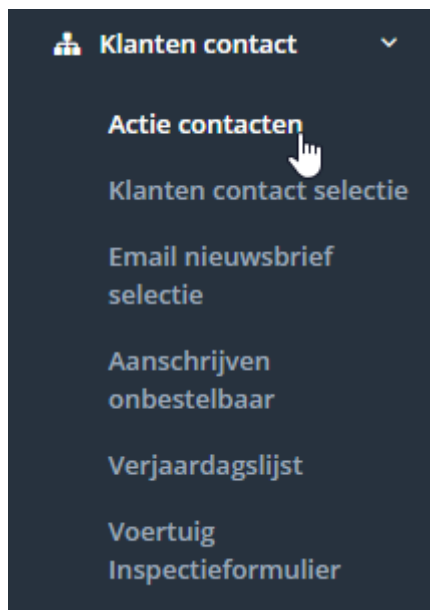 Klanten contact
Actie contacten
Klanten contact selectie
Email nieuwsbrief
selectie
Aanschrijven
onbestelbaar
Verjaardagslijst
Voertuig
Inspectieformulier